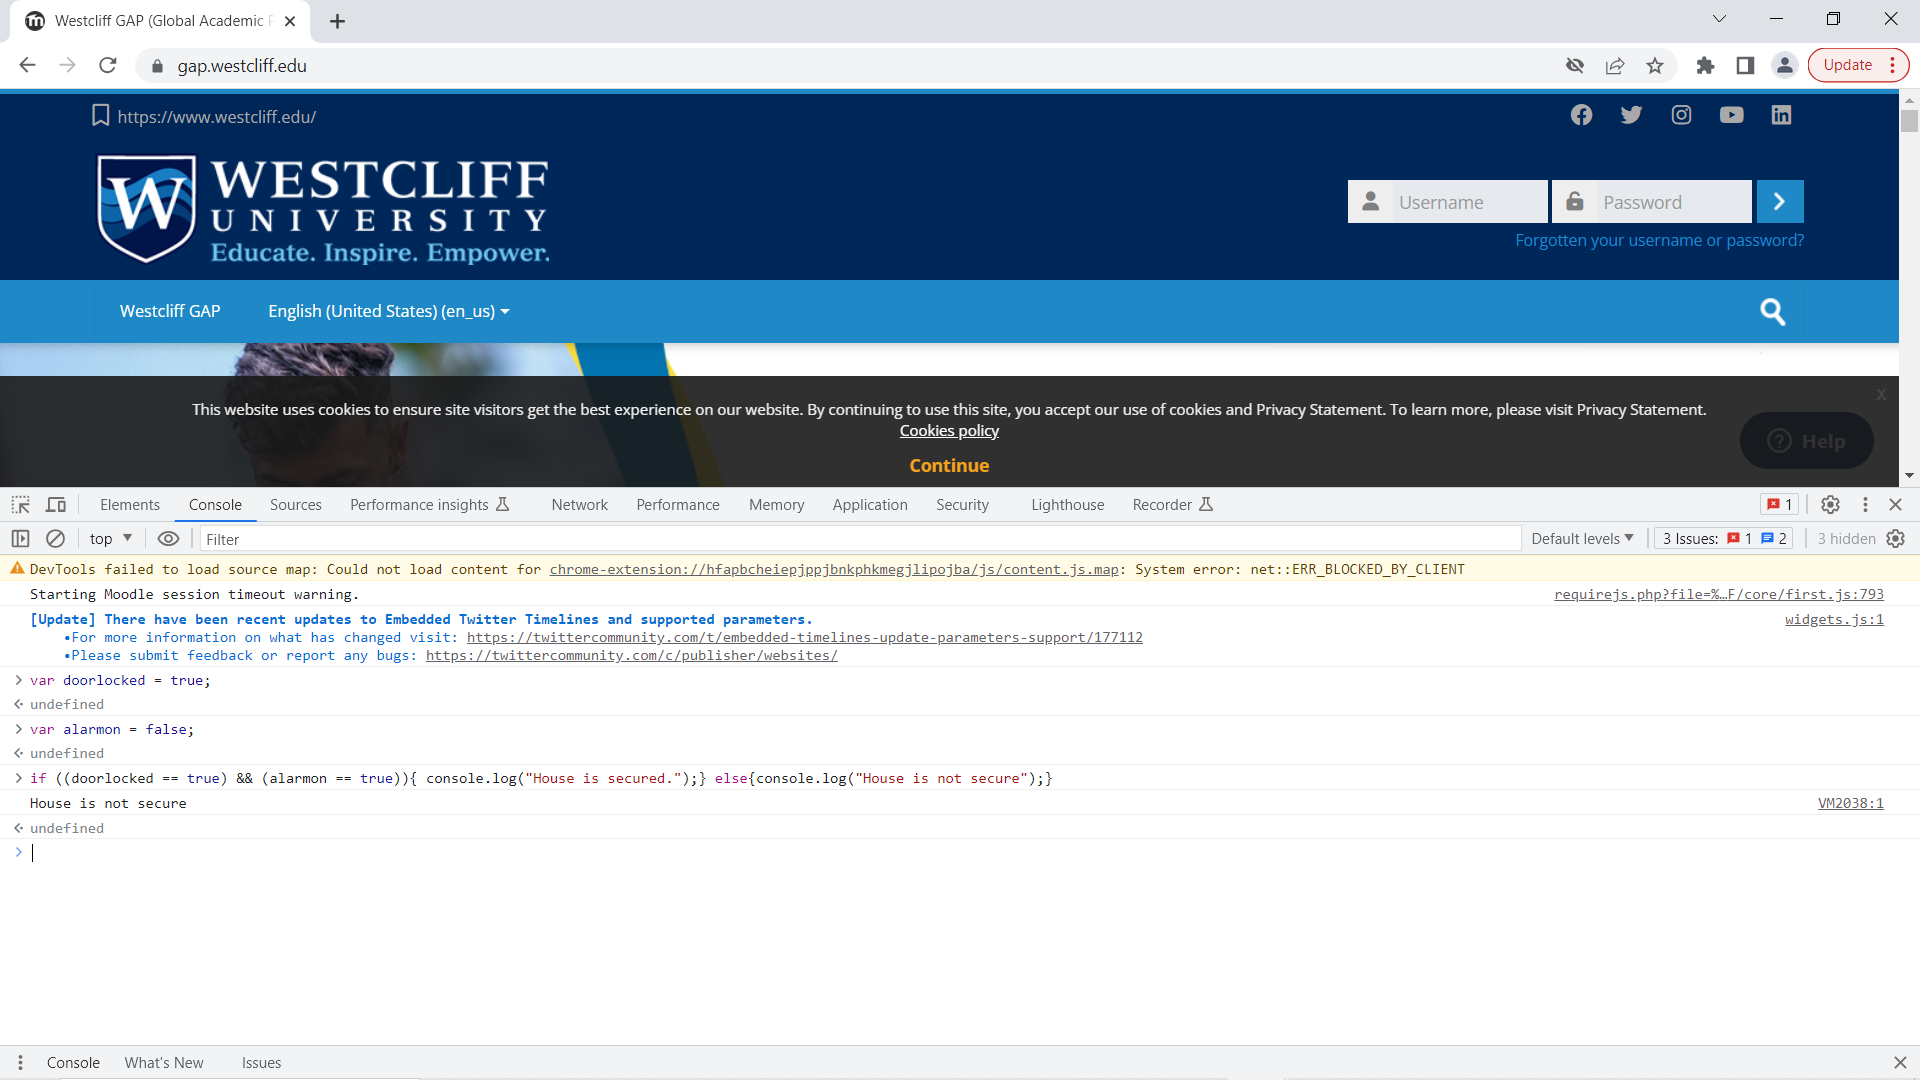 Westcliff GAP (Global Academic
gap.westcliff.edu
Update
https://www.westcliff.edu/
W WESTCLIFF
UNIVERSITY
Educate. Inspire. Empower.
Username
Password
Forgotten your username or password?
Westcliff GAP
English (United States) (en_us)
This website uses cookies to ensure site visitors get the best experience on our website. By continuing to use this site, you accept our use of cookies and Privacy Statement. To learn more, please visit Privacy Statement.
x
Cookies policy
Help
Continue
Elements Console Sources Performance insights Network Performance Memory Application Security Lighthouse Recorder 1
top Filter Default levels 3 Issues: 1 2 3 hidden
DevTools failed to load source map: Could not load content for chrome-extension://hfapbcheiepjppjbnkphkmegjlipojba/js/content.js.map: System error: net::ERR_BLOCKED_BY_CLIENT
Starting Moodle session timeout warning. requirejs.php?file=%…F/core/first.js:793
[Update] There have been recent updates to Embedded Twitter Timelines and supported parameters. widgets.js:1
•For more information on what has changed visit: https://twittercommunity.com/t/embedded-timelines-update-parameters-support/177112
•Please submit feedback or report any bugs: https://twittercommunity.com/c/publisher/websites/
> var doorlocked = true;
undefined
> var alarmon = false;
undefined
> if ((doorlocked == true) && (alarmon == true)){ console.log("House is secured.");} else{console.log("House is not secure");}
House is not secure VM2038:1
undefined
>
Console What's New Issues